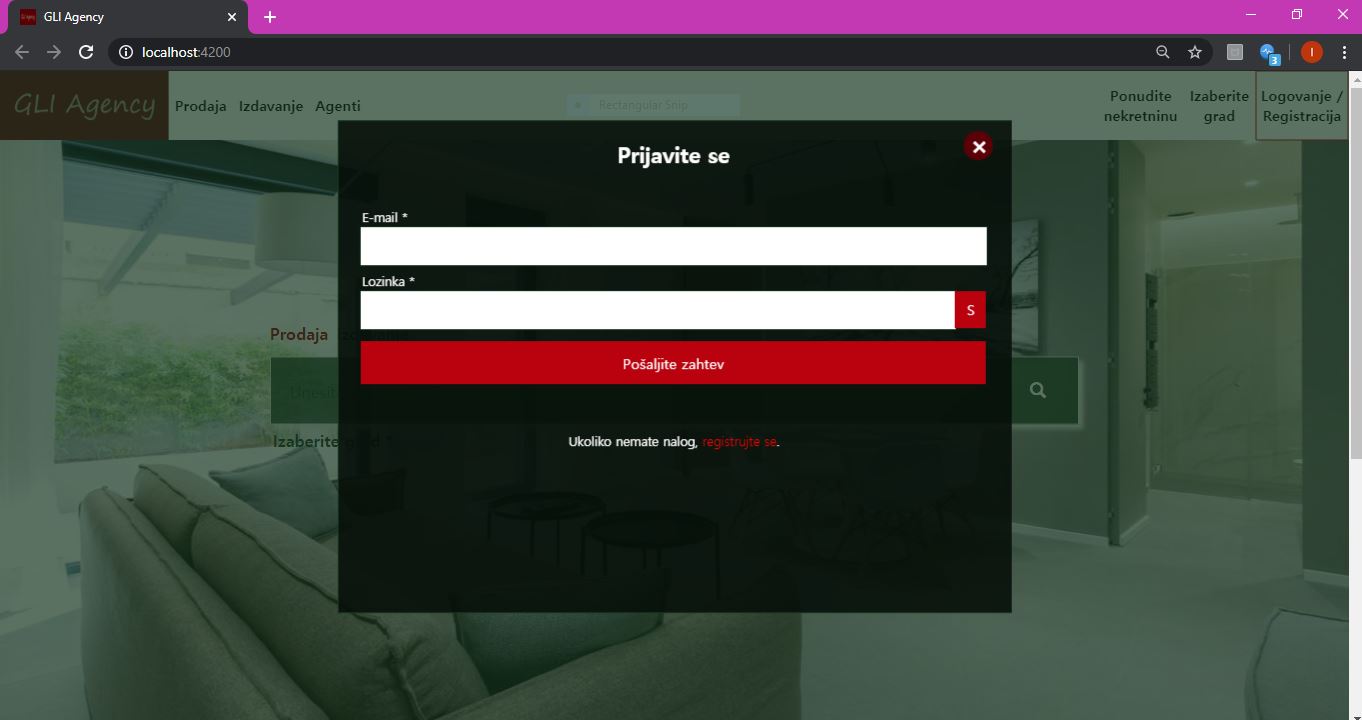 GLI Agency
localhost:4200
3
I
GLI Agency
Prodaja Izdavanje Agenti
Rectangular Snip
Ponudite
nekretninu
Izaberite
grad
Logovanje /
Registracija
Prijavite se
E-mail *
Lozinka *
S
Pošaljite zahtev
Ukoliko nemate nalog, registrujte se.
Prodaja
Izaberite